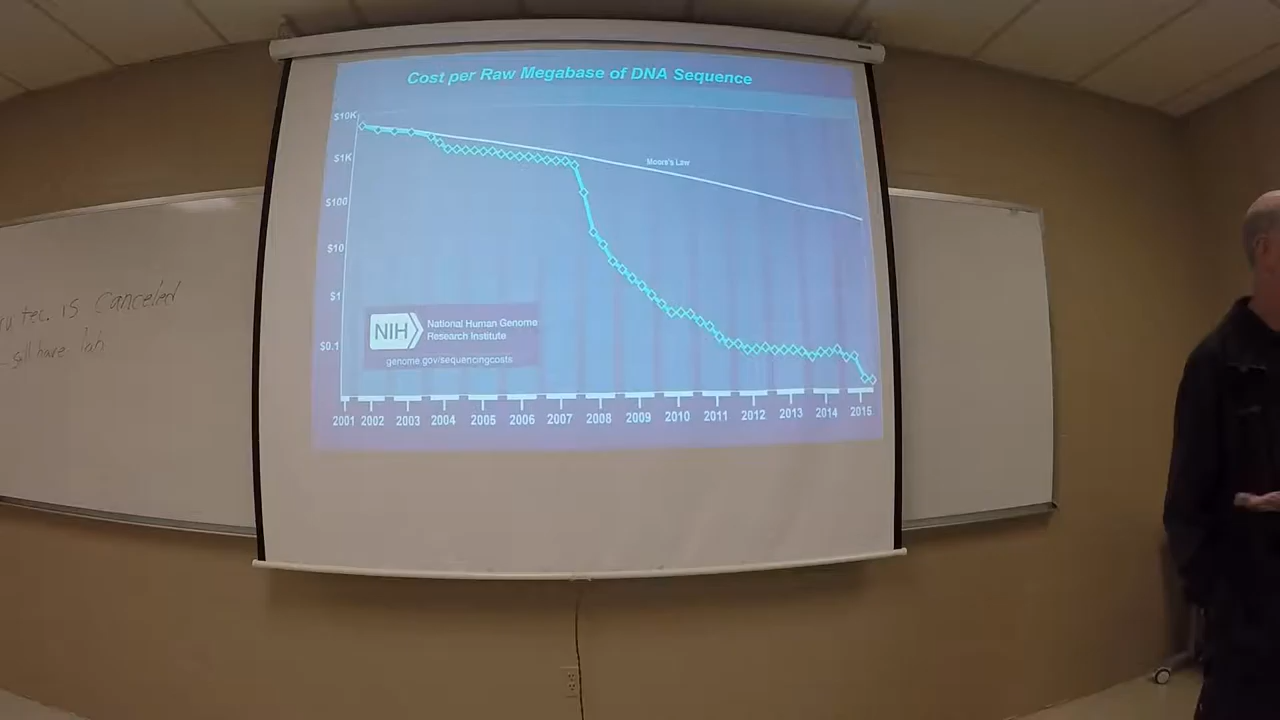 Cost per Raw Megabase of DNA Sequence
$10K
$1K
$100
$10
$1
$0.1
Moore's Law
NIH
National Human Genome
Research Institute
genome.gov/sequencingcosts
2001 2002 2003 2004 2005 2006 2007 2008 2009 2010 2011 2012 2013 2014 2015
IS Canceled
have lab